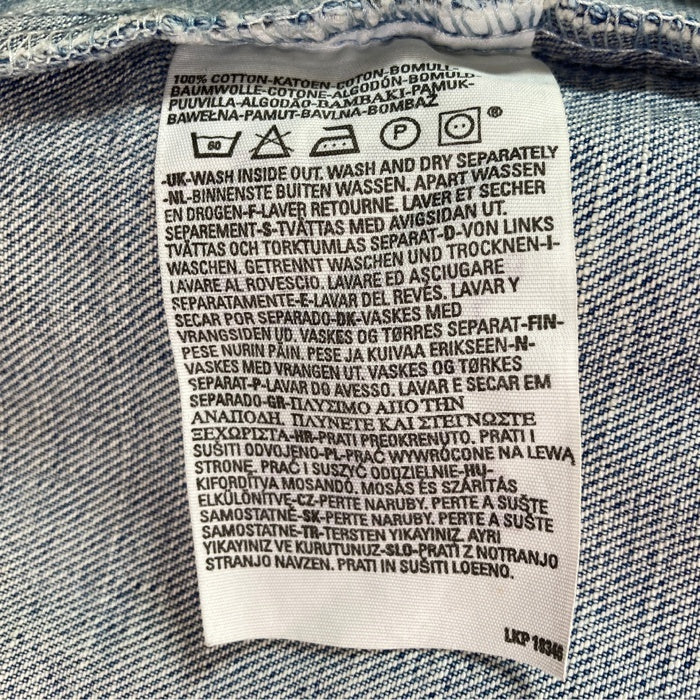 100% COTTON-KATOEN-COTON-BOMULL-
BAUMWOLLE-COTONE-ALGODÓN-BOMULD-
PUUVILLA-ALGODÃO-ΒΑΜΒΑΚΙ-PAMUK-
BAWEŁNA-PAMUT-BAVLNA-BOMBAŽ
60 P ®
-UK-WASH INSIDE OUT. WASH AND DRY SEPARATELY
-NL-BINNENSTE BUITEN WASSEN. APART WASSEN
EN DROGEN-F-LAVER RETOURNE. LAVER ET SECHER
SEPAREMENT-S-TVÄTTAS MED AVIGSIDAN UT.
TVÄTTAS OCH TORKTUMLAS SEPARAT-D-VON LINKS
WASCHEN. GETRENNT WASCHEN UND TROCKNEN-I-
LAVARE AL ROVESCIO. LAVARE ED ASCIUGARE
SEPARATAMENTE-E-LAVAR DEL REVÉS. LAVAR Y
SECAR POR SEPARADO-DK-VASKES MED
VRANGSIDEN UD. VASKES OG TØRRES SEPARAT-FIN-
PESE NURIN PÄIN. PESE JA KUIVAA ERIKSEEN-N-
VASKES MED VRANGEN UT. VASKES OG TØRKES
SEPARAT-P-LAVAR DO AVESSO. LAVAR E SECAR EM
SEPARADO-GR-ΠΛΥΣΙΜΟ ΑΠΟ ΤΗΝ
ΑΝΑΠΟΔΗ. ΠΛΥΝΕΤΕ ΚΑΙ ΣΤΕΓΝΩΣΤΕ
ΞΕΧΩΡΙΣΤΑ-HR-PRATI PREOKRENUTO. PRATI I
SUŠITI ODVOJENO-PL-PRAĆ WYWRÓCONE NA LEWĄ
STRONĘ. PRAĆ I SUSZYĆ ODDZIELNIE-HU-
KIFORDÍTVA MOSANDÓ. MOSÁS ÉS SZÁRÍTÁS
ELKÜLÖNÍTVE-CZ-PERTE NARUBY. PERTE A SUŠTE
SAMOSTATNĚ-SK-PERTE NARUBY. PERTE A SUŠTE
SAMOSTATNE-TR-TERSTEN YIKAYINIZ. AYRI
YIKAYINIZ VE KURUTUNUZ-SLO-PRATI Z NOTRANJO
STRANJO NAVZEN. PRATI IN SUŠITI LOEENO.
LKP 18349